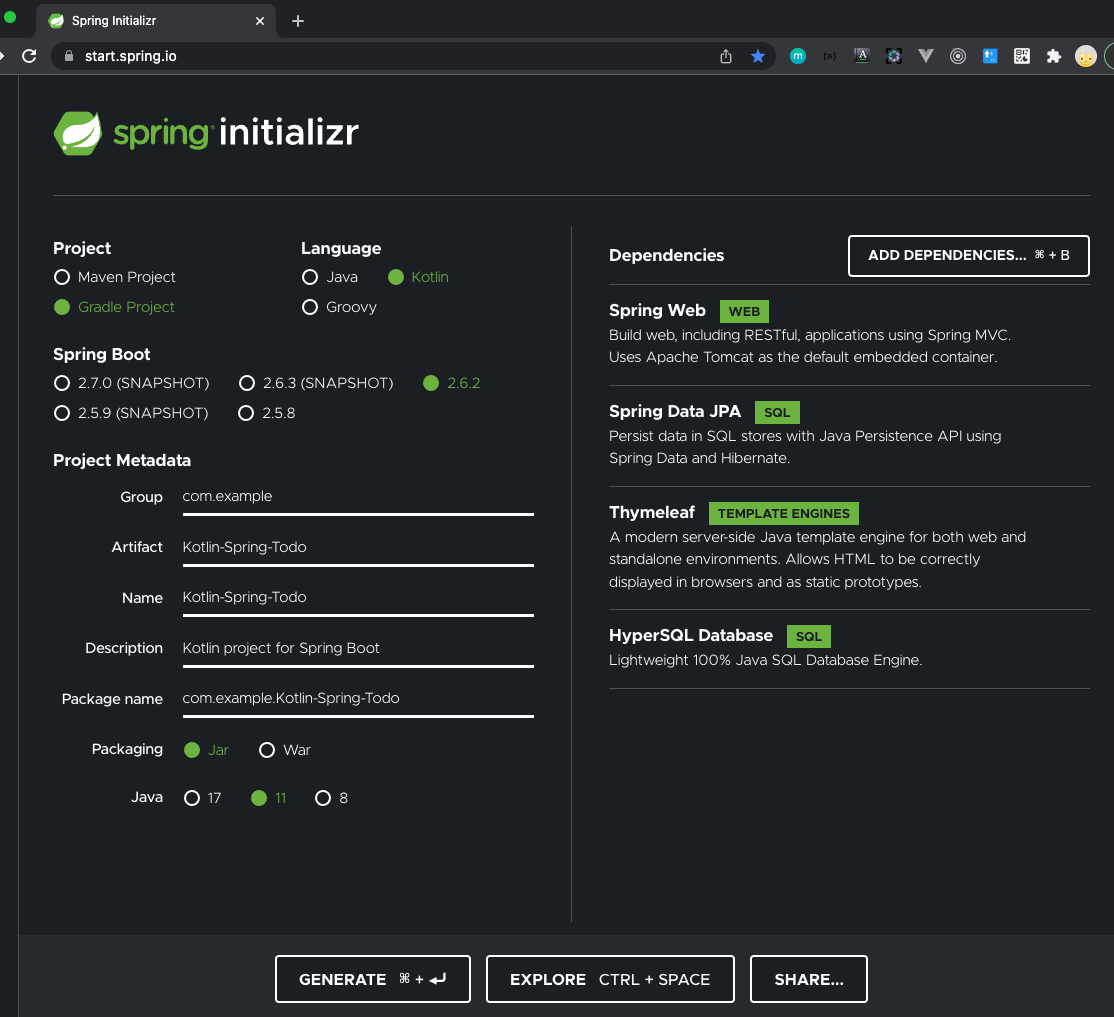 Spring Initializr
start.spring.io
spring initializr
Project
Maven Project
Gradle Project
Language
Java Kotlin
Groovy
Spring Boot
2.7.0 (SNAPSHOT) 2.6.3 (SNAPSHOT) 2.6.2
2.5.9 (SNAPSHOT) 2.5.8
Project Metadata
Group com.example
Artifact Kotlin-Spring-Todo
Name Kotlin-Spring-Todo
Description Kotlin project for Spring Boot
Package name com.example.Kotlin-Spring-Todo
Packaging Jar War
Java 17 11 8
Dependencies ADD DEPENDENCIES... ⌘ + B
Spring Web WEB
Build web, including RESTful, applications using Spring MVC.
Uses Apache Tomcat as the default embedded container.
Spring Data JPA SQL
Persist data in SQL stores with Java Persistence API using
Spring Data and Hibernate.
Thymeleaf TEMPLATE ENGINES
A modern server-side Java template engine for both web and
standalone environments. Allows HTML to be correctly
displayed in browsers and as static prototypes.
HyperSQL Database SQL
Lightweight 100% Java SQL Database Engine.
GENERATE ⌘ + ↵ EXPLORE CTRL + SPACE SHARE...